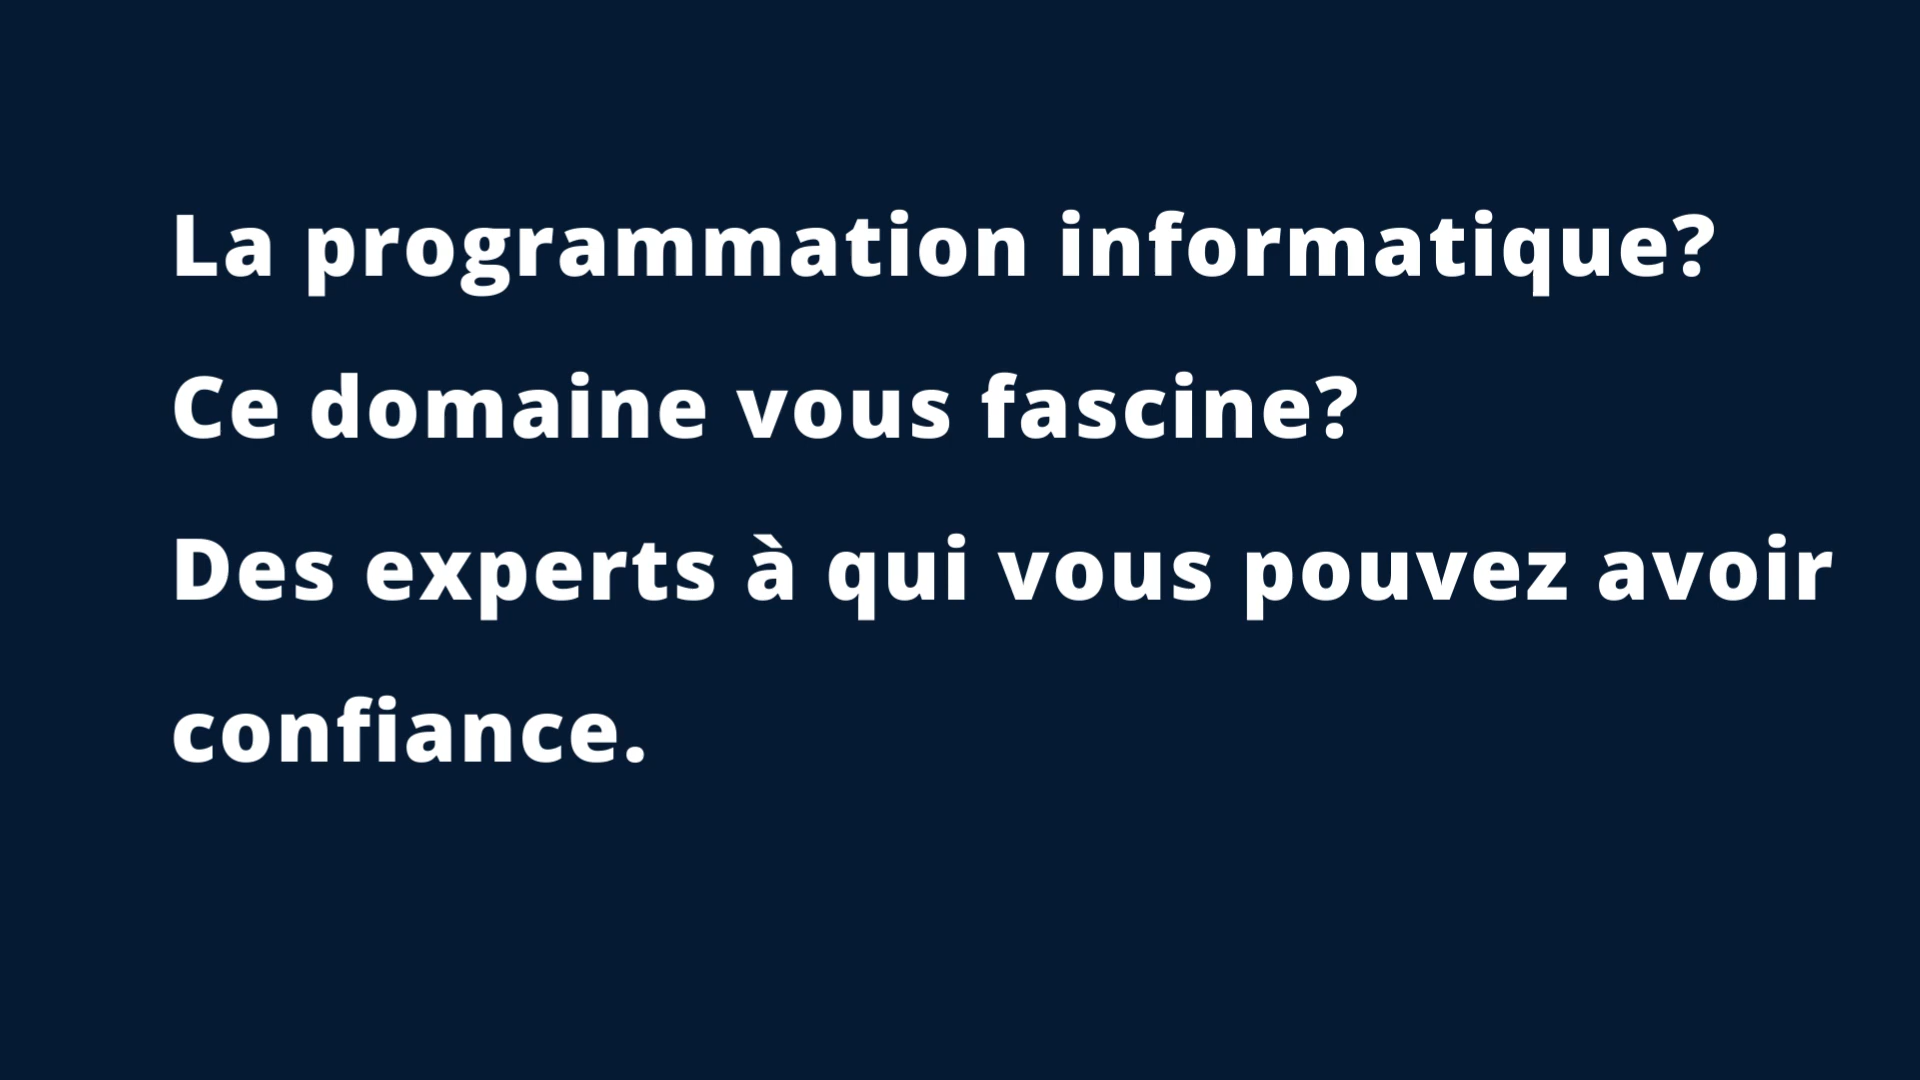 La programmation informatique?
Ce domaine vous fascine?
Des experts à qui vous pouvez avoir
confiance.